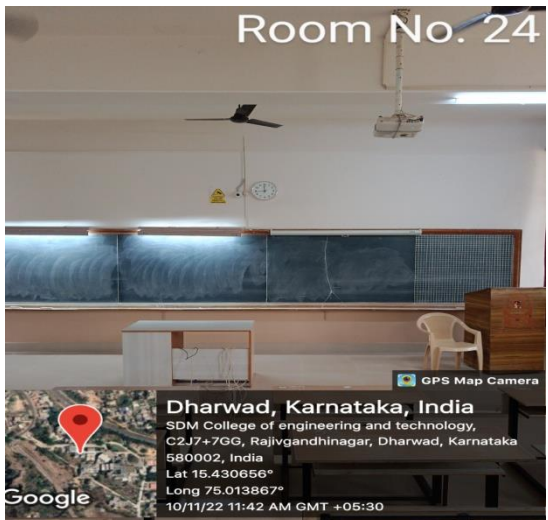 Room No. 24
GPS Map Camera
Dharwad, Karnataka, India
SDM College of engineering and technology,
C2J7+7GG, Rajivgandhinagar, Dharwad, Karnataka
580002, India
Lat 15.430656°
Long 75.013867°
10/11/22 11:42 AM GMT +05:30
Google